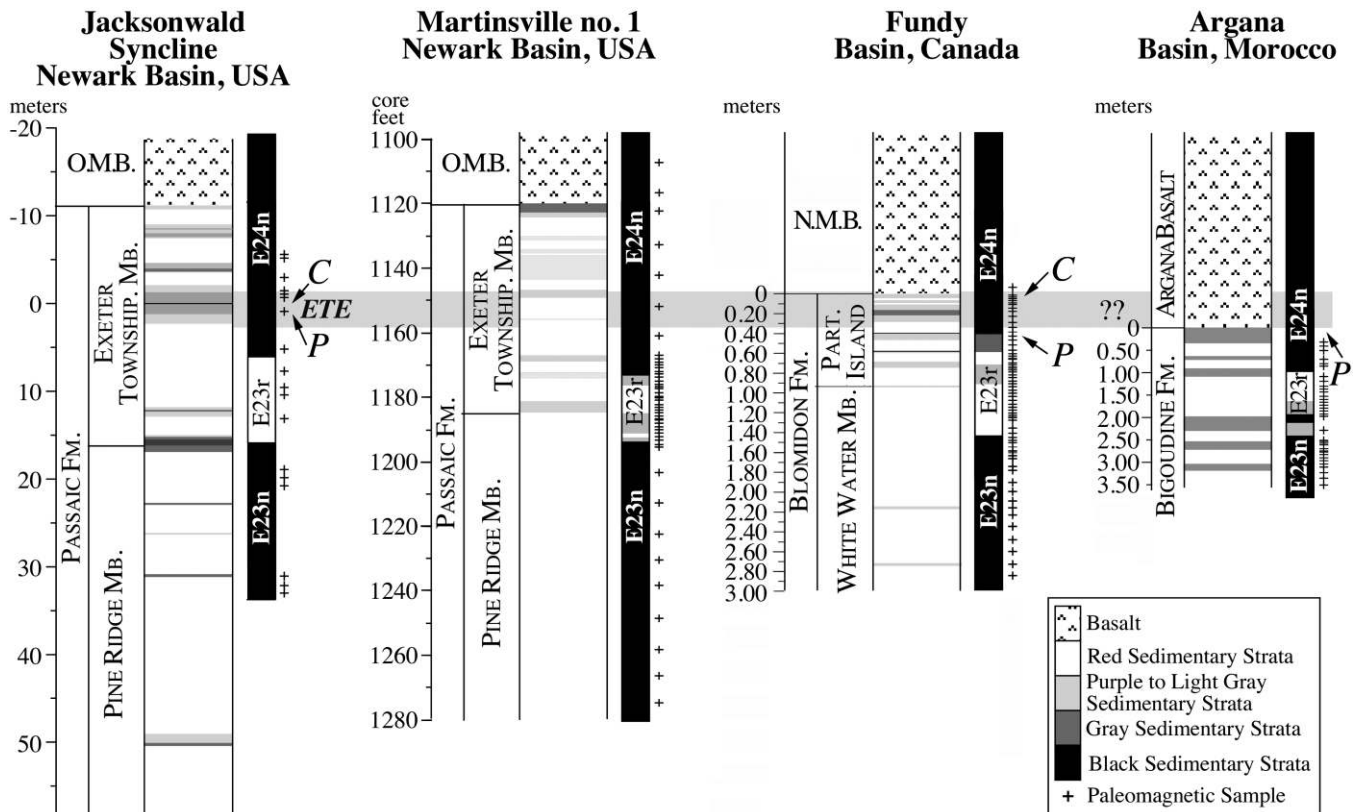 Jacksonwald
Syncline
Newark Basin, USA
meters
-20
-10
0
10
20
30
40
50
O.M.B.
EXETER
TOWNSHIP. MB.
PASSAIC FM.
PINE RIDGE MB.
E24n
E23r
E23n
C
ETE
P
Martinsville no. 1
Newark Basin, USA
core
feet
1100
1120
1140
1160
1180
1200
1220
1240
1260
1280
O.M.B.
EXETER
TOWNSHIP. MB.
PASSAIC FM.
PINE RIDGE MB.
E24n
E23r
E23n
Fundy
Basin, Canada
meters
0
0.20
0.40
0.60
0.80
1.00
1.20
1.40
1.60
1.80
2.00
2.20
2.40
2.60
2.80
3.00
N.M.B.
PART.
ISLAND
BLOMIDON FM.
WHITE WATER MB.
E24n
E23r
E23n
C
P
Argana
Basin, Morocco
meters
??
0
0.50
1.00
1.50
2.00
2.50
3.00
3.50
ARGANA BASALT
BIGOUDINE FM.
E24n
E23r
E23n
P
Basalt
Red Sedimentary Strata
Purple to Light Gray
Sedimentary Strata
Gray Sedimentary Strata
Black Sedimentary Strata
+ Paleomagnetic Sample